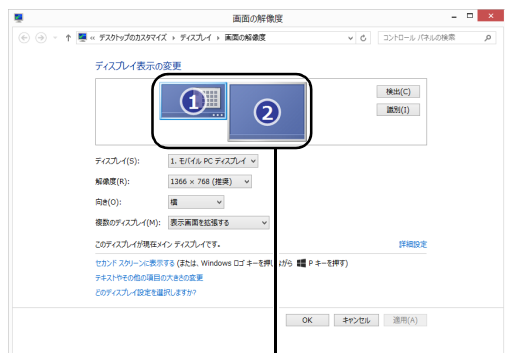 画面の解像度
« デスクトップのカスタマイズ ▸ ディスプレイ ▸ 画面の解像度
コントロール パネルの検索
ディスプレイ表示の変更
1
2
検出(C)
識別(I)
ディスプレイ(S): 1. モバイル PC ディスプレイ
解像度(R): 1366 × 768 (推奨)
向き(O): 横
複数のディスプレイ(M): 表示画面を拡張する
このディスプレイが現在メイン ディスプレイです。
詳細設定
セカンド スクリーンに表示する (または、Windows ロゴ キーを押しながら P キーを押す)
テキストやその他の項目の大きさの変更
どのディスプレイ設定を選択しますか?
OK キャンセル 適用(A)